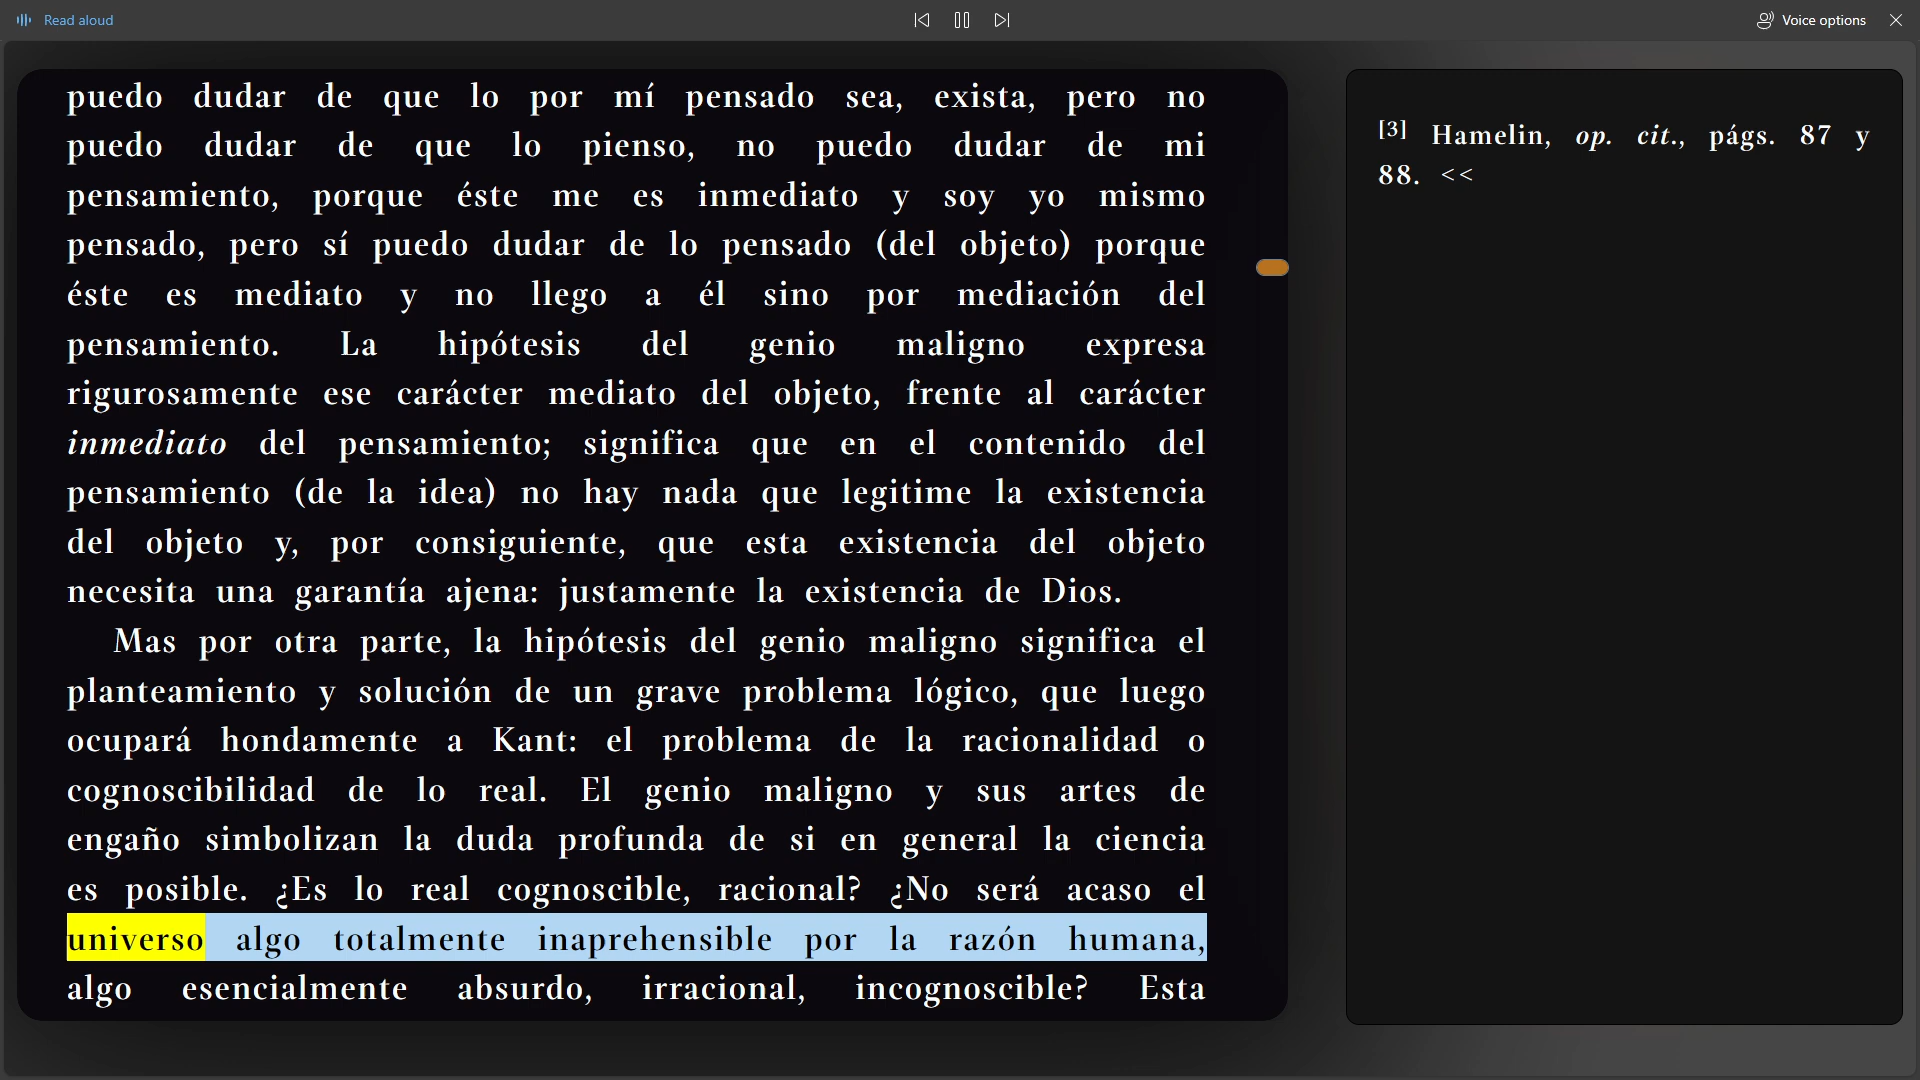 Read aloud
Voice options
puedo dudar de que lo por mí pensado sea, exista, pero no
puedo dudar de que lo pienso, no puedo dudar de mi
pensamiento, porque éste me es inmediato y soy yo mismo
pensado, pero sí puedo dudar de lo pensado (del objeto) porque
éste es mediato y no llego a él sino por mediación del
pensamiento. La hipótesis del genio maligno expresa
rigurosamente ese carácter mediato del objeto, frente al carácter
inmediato del pensamiento; significa que en el contenido del
pensamiento (de la idea) no hay nada que legitime la existencia
del objeto y, por consiguiente, que esta existencia del objeto
necesita una garantía ajena: justamente la existencia de Dios.
Mas por otra parte, la hipótesis del genio maligno significa el
planteamiento y solución de un grave problema lógico, que luego
ocupará hondamente a Kant: el problema de la racionalidad o
cognoscibilidad de lo real. El genio maligno y sus artes de
engaño simbolizan la duda profunda de si en general la ciencia
es posible. ¿Es lo real cognoscible, racional? ¿No será acaso el
universo algo totalmente inaprehensible por la razón humana,
algo esencialmente absurdo, irracional, incognoscible? Esta
[3] Hamelin, op. cit., págs. 87 y
88. <<